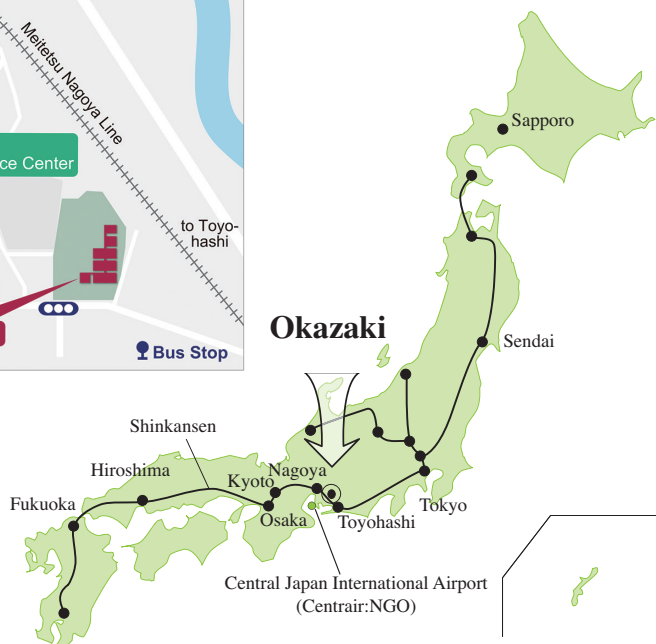 Meitetsu Nagoya Line
ce Center
to Toyo-
hashi
Bus Stop
Okazaki
Sapporo
Sendai
Shinkansen
Hiroshima
Nagoya
Kyoto
Fukuoka
Osaka
Toyohashi
Tokyo
Central Japan International Airport
(Centrair:NGO)